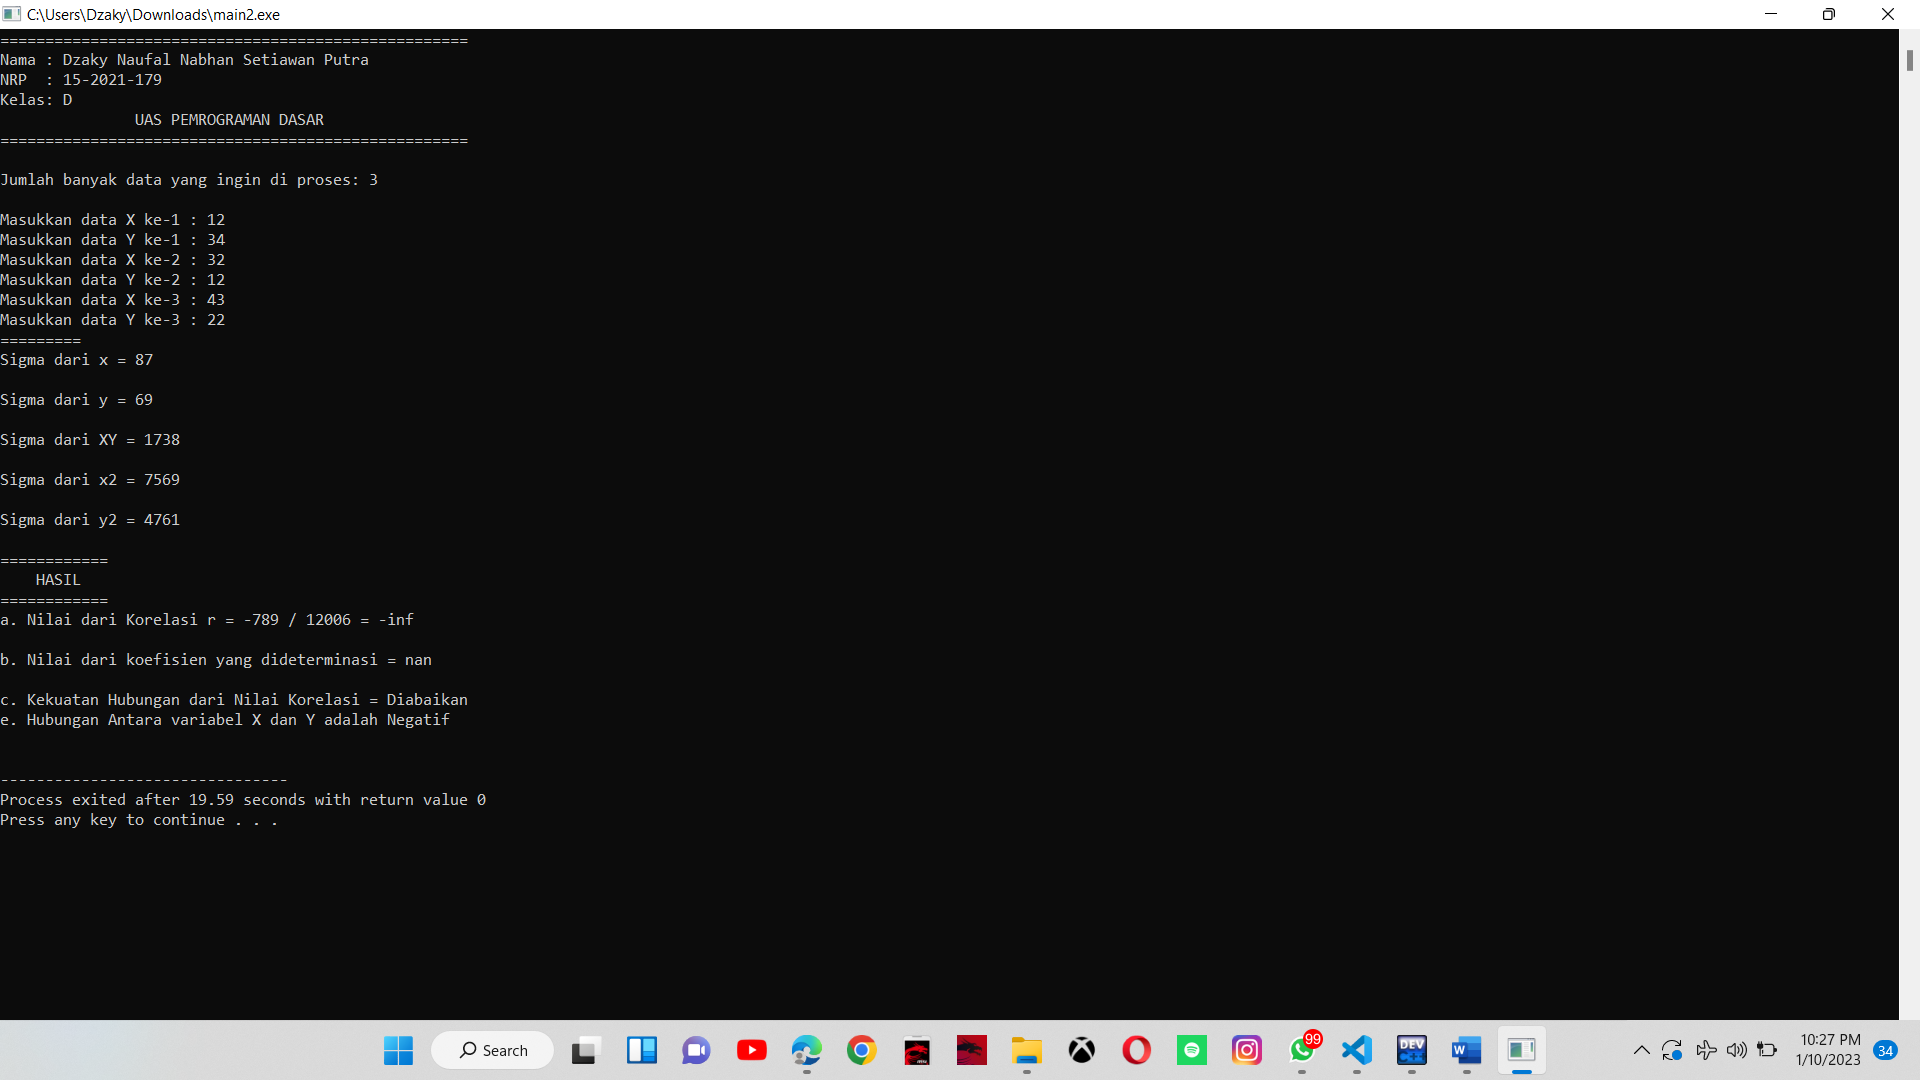 C:\Users\Dzaky\Downloads\main2.exe
====================================================
Nama : Dzaky Naufal Nabhan Setiawan Putra
NRP  : 15-2021-179
Kelas: D
               UAS PEMROGRAMAN DASAR
====================================================
Jumlah banyak data yang ingin di proses: 3
Masukkan data X ke-1 : 12
Masukkan data Y ke-1 : 34
Masukkan data X ke-2 : 32
Masukkan data Y ke-2 : 12
Masukkan data X ke-3 : 43
Masukkan data Y ke-3 : 22
=========
Sigma dari x = 87
Sigma dari y = 69
Sigma dari XY = 1738
Sigma dari x2 = 7569
Sigma dari y2 = 4761
============
    HASIL
============
a. Nilai dari Korelasi r = -789 / 12006 = -inf
b. Nilai dari koefisien yang dideterminasi = nan
c. Kekuatan Hubungan dari Nilai Korelasi = Diabaikan
e. Hubungan Antara variabel X dan Y adalah Negatif
--------------------------------
Process exited after 19.59 seconds with return value 0
Press any key to continue . . .
Search
99
DEV
W
10:27 PM
1/10/2023
34